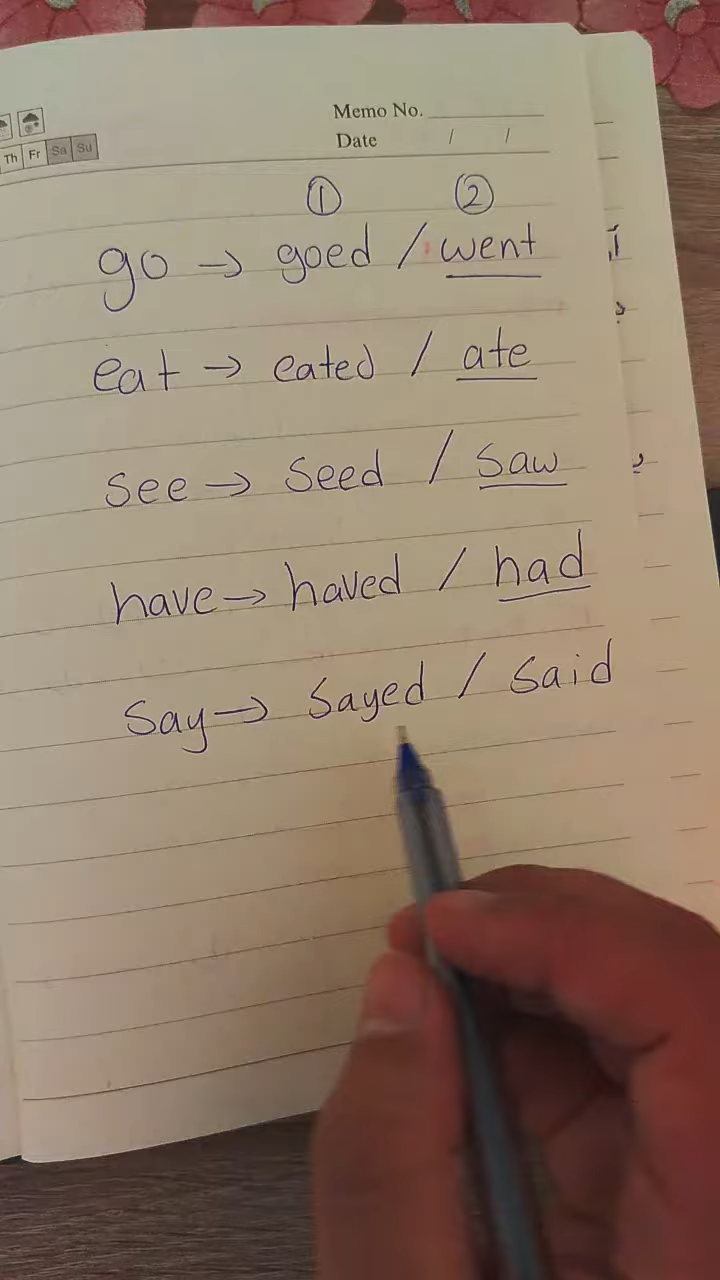 Memo No.
Date / /
Th Fr Sa Su
① ②
go → goed / went
eat → eated / ate
see → seed / saw
have → haved / had
say → sayed / said